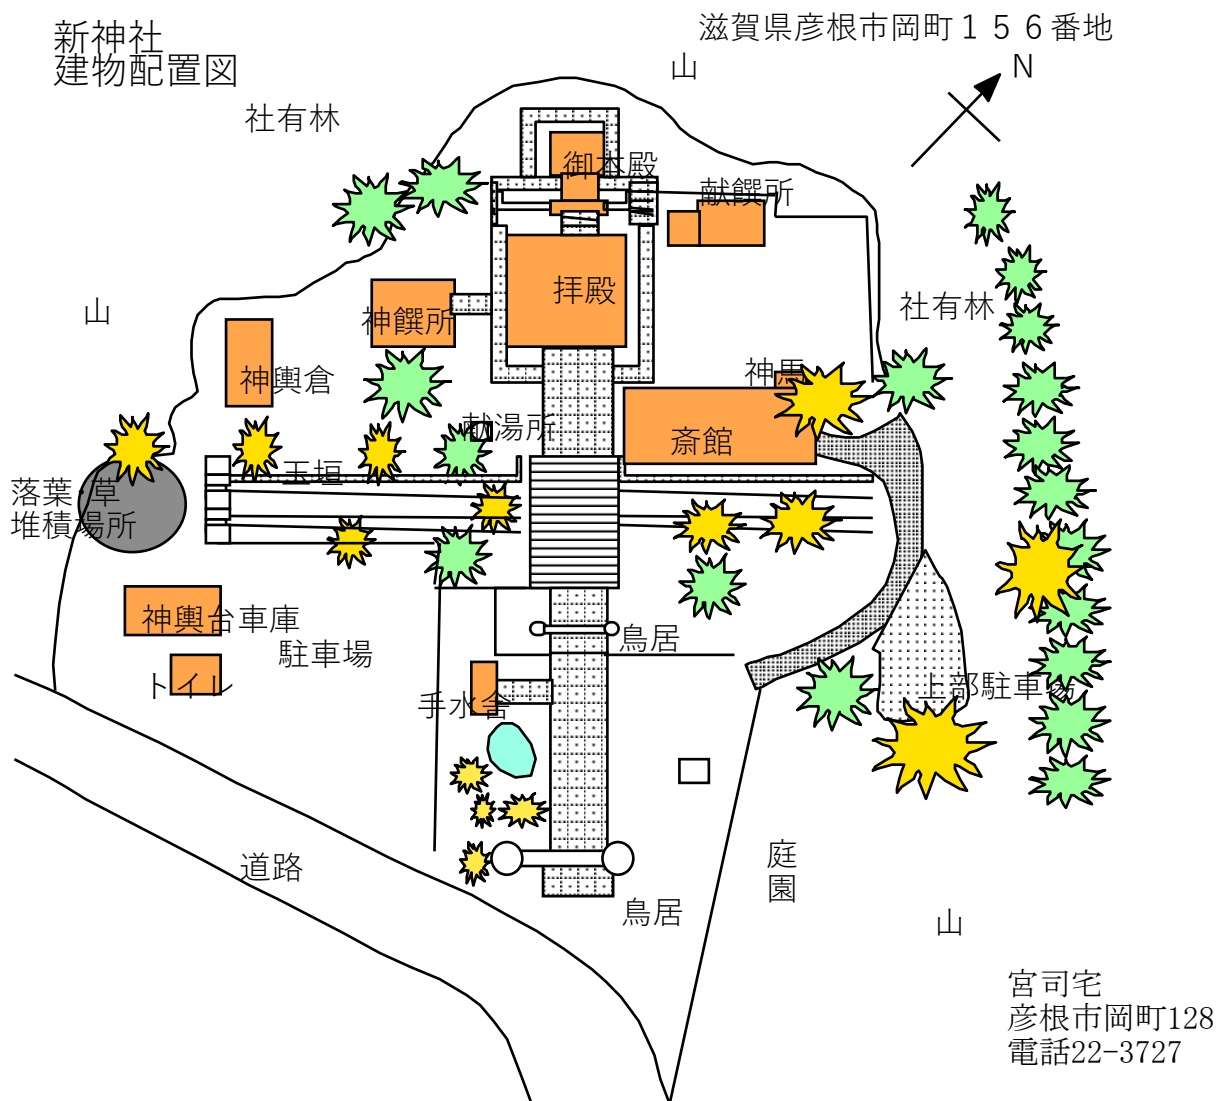 新神社
建物配置図
滋賀県彦根市岡町１５６番地
山
N
社有林
御本殿
献饌所
拝殿
山
神饌所
社有林
神輿倉
神馬
献湯所
斎館
玉垣
落葉･草
堆積場所
神輿台車庫
駐車場
鳥居
トイレ
手水舎
上部駐車場
道路
庭園
鳥居
山
宮司宅
彦根市岡町128
電話22-3727